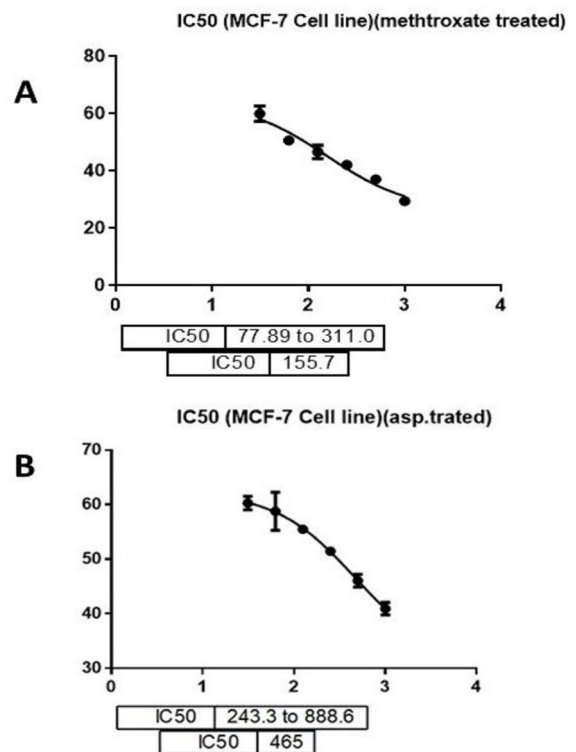 IC50 (MCF-7 Cell line)(methtroxate treated)
A
80
60
40
20
0
0 1 2 3 4
IC50 77.89 to 311.0
IC50 155.7
IC50 (MCF-7 Cell line)(asp.trated)
B
70
60
50
40
30
0 1 2 3 4
IC50 243.3 to 888.6
IC50 465